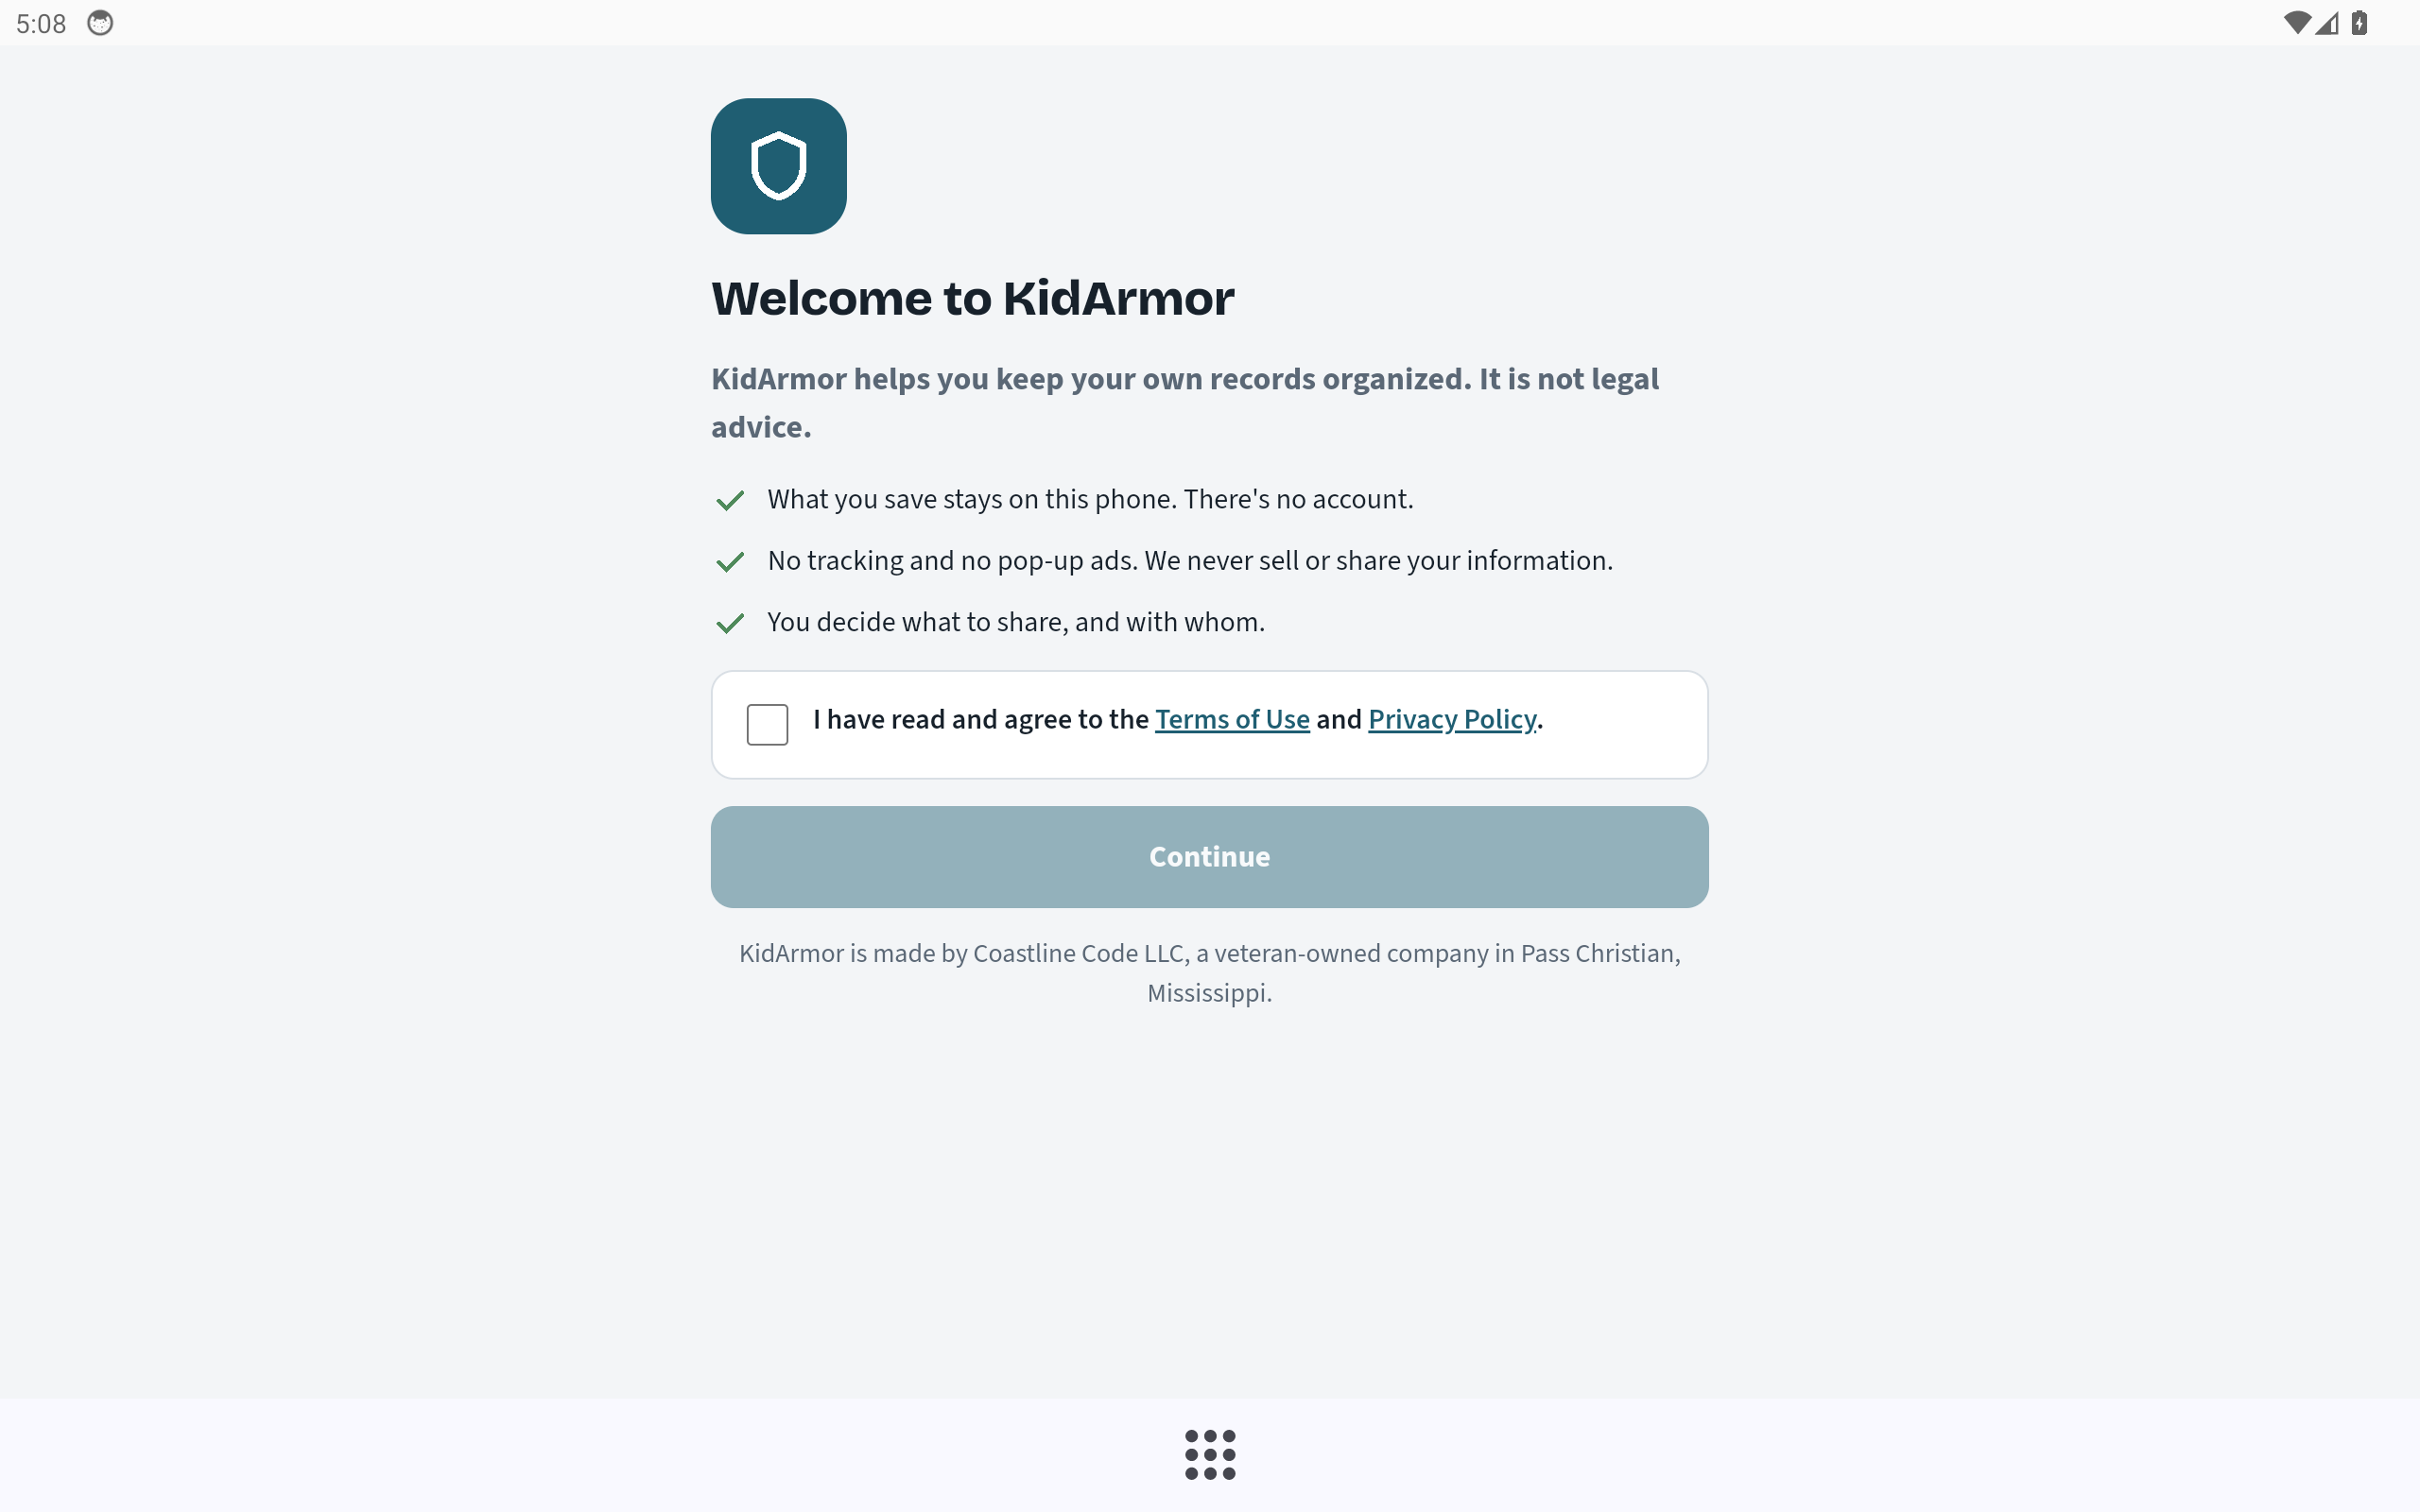 5:08
Welcome to KidArmor
KidArmor helps you keep your own records organized. It is not legal
advice.
What you save stays on this phone. There's no account.
No tracking and no pop-up ads. We never sell or share your information.
You decide what to share, and with whom.
I have read and agree to the Terms of Use and Privacy Policy.
Continue
KidArmor is made by Coastline Code LLC, a veteran-owned company in Pass Christian,
Mississippi.